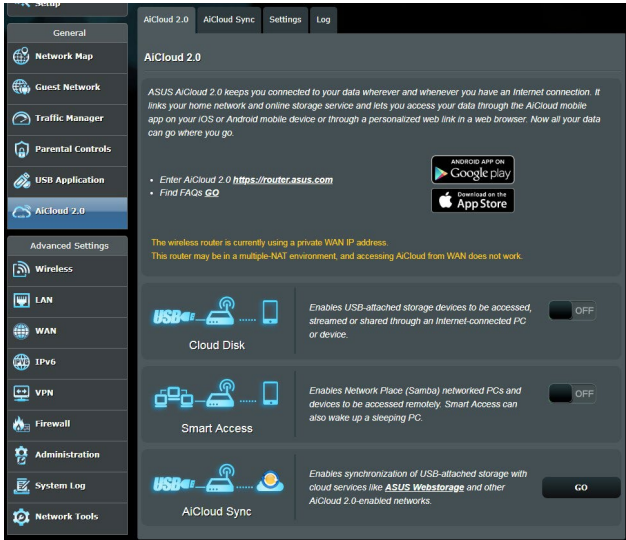 Setup
General
Network Map
Guest Network
Traffic Manager
Parental Controls
USB Application
AiCloud 2.0
Advanced Settings
Wireless
LAN
WAN
IPv6
VPN
Firewall
Administration
System Log
Network Tools
AiCloud 2.0 AiCloud Sync Settings Log
AiCloud 2.0
ASUS AiCloud 2.0 keeps you connected to your data wherever and whenever you have an Internet connection. It
links your home network and online storage service and lets you access your data through the AiCloud mobile
app on your iOS or Android mobile device or through a personalized web link in a web browser. Now all your data
can go where you go.
• Enter AiCloud 2.0 https://router.asus.com
• Find FAQs GO
ANDROID APP ON
Google play
Download on the
App Store
The wireless router is currently using a private WAN IP address.
This router may be in a multiple-NAT environment, and accessing AiCloud from WAN does not work.
USB
Cloud Disk
Enables USB-attached storage devices to be accessed,
streamed or shared through an Internet-connected PC
or device.
OFF
Smart Access
Enables Network Place (Samba) networked PCs and
devices to be accessed remotely. Smart Access can
also wake up a sleeping PC.
OFF
USB
AiCloud Sync
Enables synchronization of USB-attached storage with
cloud services like ASUS Webstorage and other
AiCloud 2.0-enabled networks.
GO